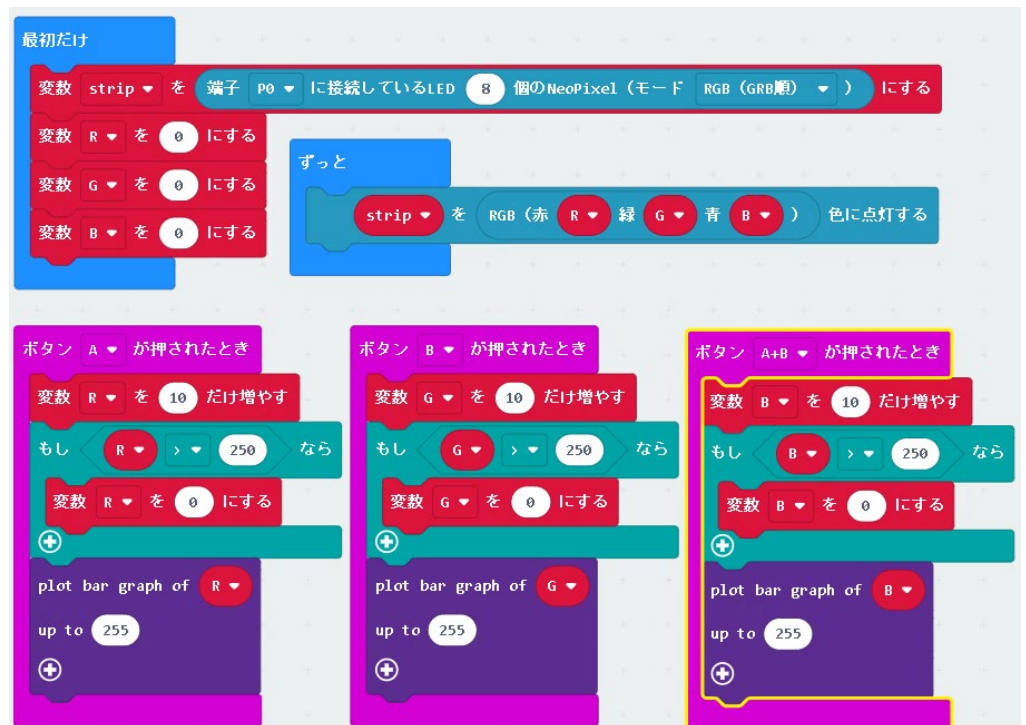 最初だけ
変数 strip を 端子 P0 に接続しているLED 8 個のNeoPixel (モード RGB (GRB順) ) にする
変数 R を 0 にする
変数 G を 0 にする
変数 B を 0 にする
ずっと
strip を RGB (赤 R 緑 G 青 B ) 色に点灯する
ボタン A が押されたとき
変数 R を 10 だけ増やす
もし R > 250 なら
変数 R を 0 にする
plot bar graph of R
up to 255
ボタン B が押されたとき
変数 G を 10 だけ増やす
もし G > 250 なら
変数 G を 0 にする
plot bar graph of G
up to 255
ボタン A+B が押されたとき
変数 B を 10 だけ増やす
もし B > 250 なら
変数 B を 0 にする
plot bar graph of B
up to 255